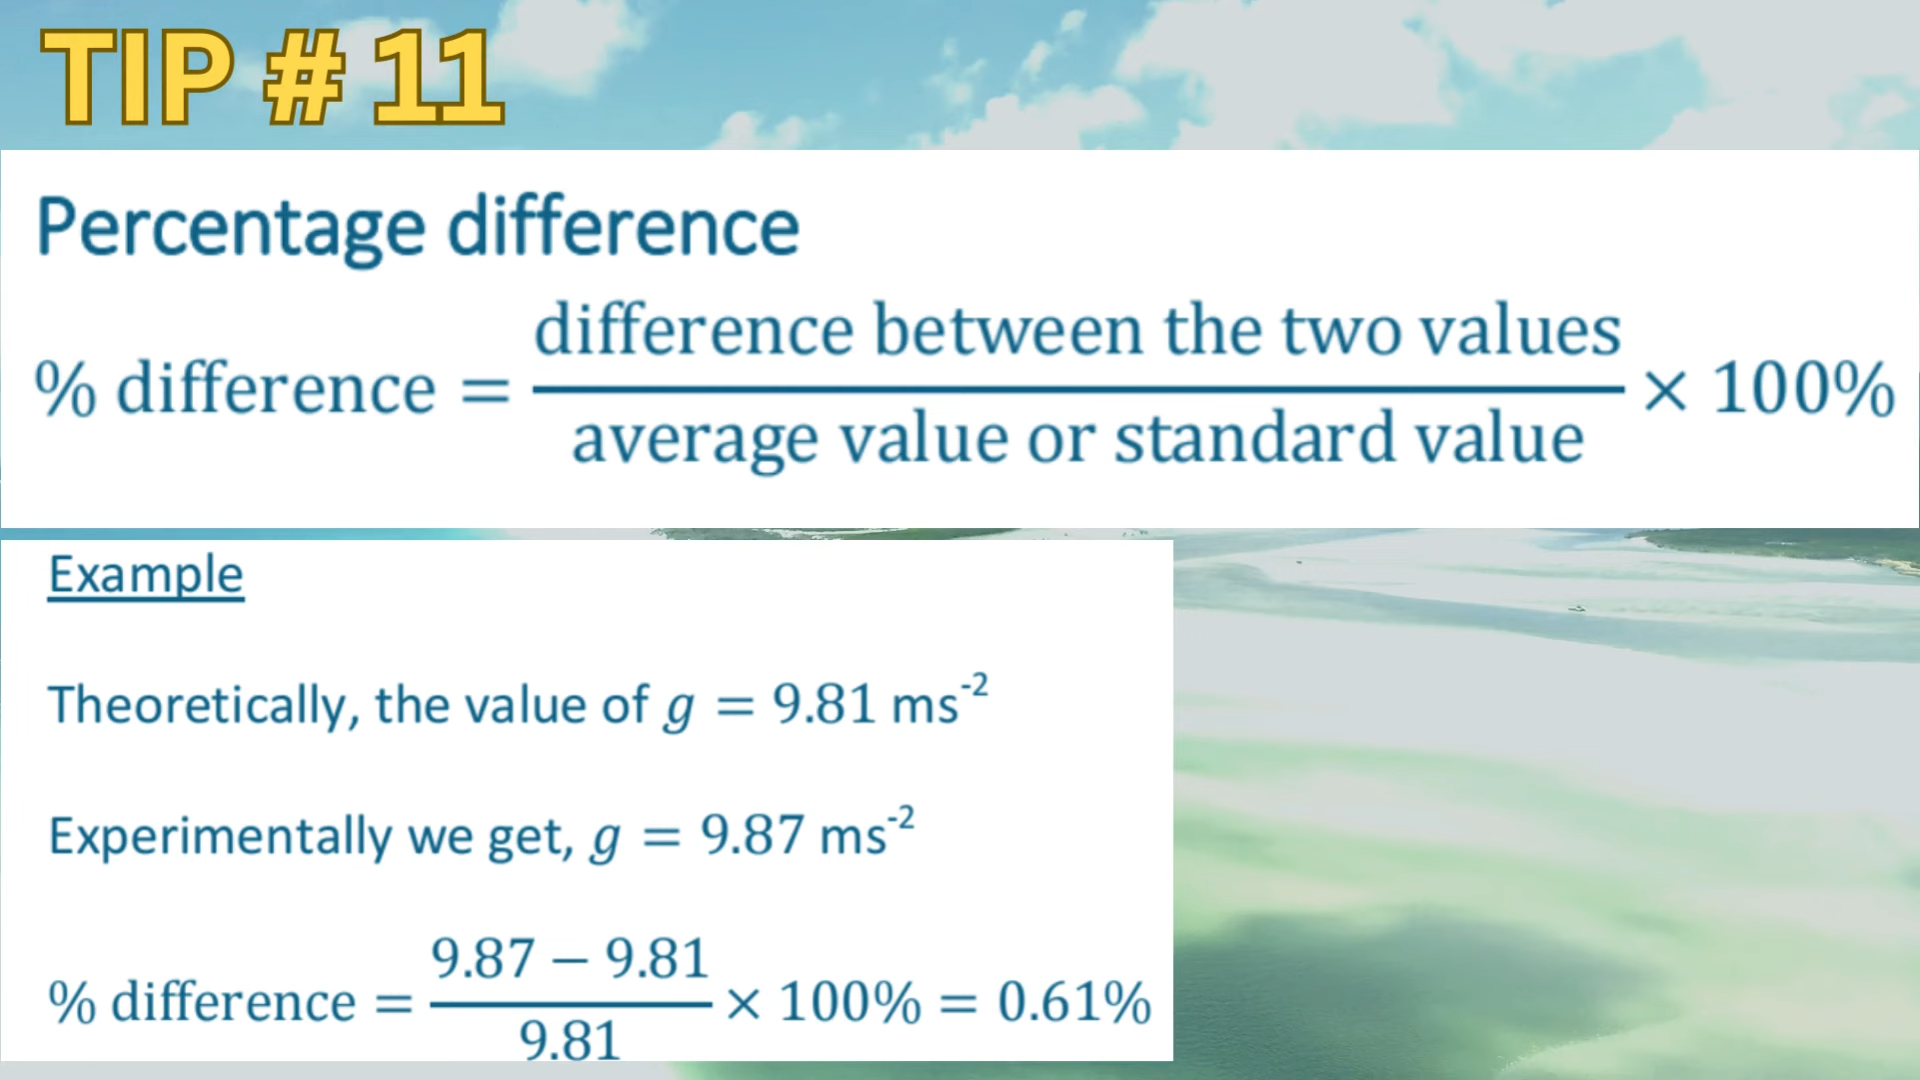 TIP # 11
Percentage difference
% difference = difference between the two values / average value or standard value × 100%
Example
Theoretically, the value of g = 9.81 ms⁻²
Experimentally we get, g = 9.87 ms⁻²
% difference = 9.87 − 9.81 / 9.81 × 100% = 0.61%